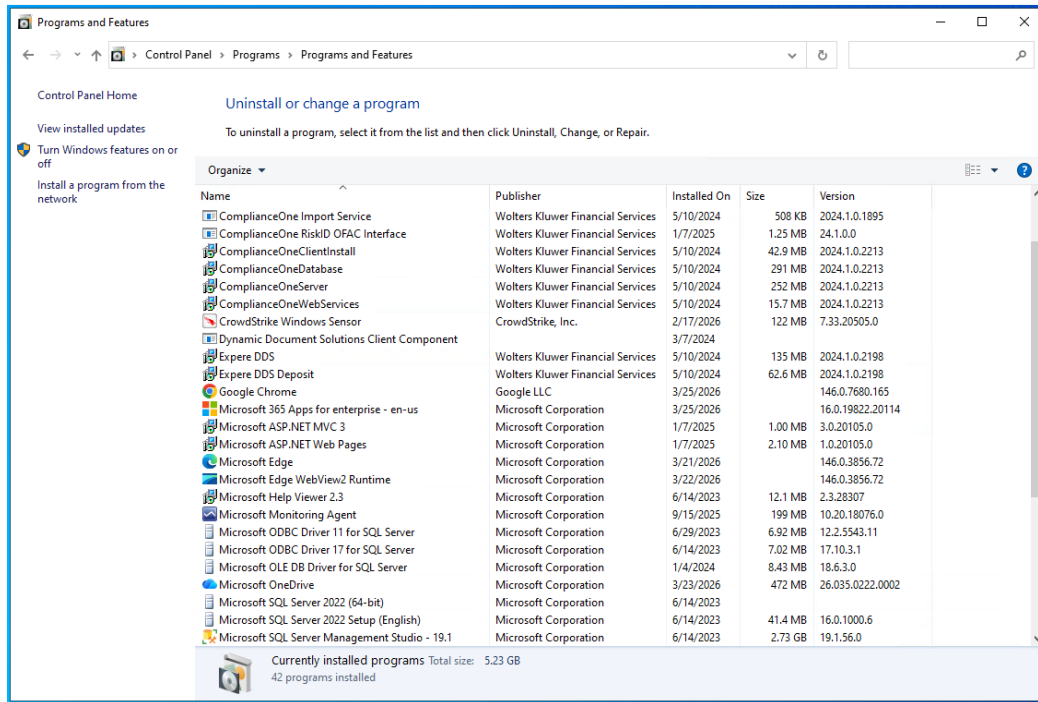 Programs and Features
Control Panel > Programs > Programs and Features
Control Panel Home
View installed updates
Turn Windows features on or
off
Install a program from the
network
Uninstall or change a program
To uninstall a program, select it from the list and then click Uninstall, Change, or Repair.
Organize
Name Publisher Installed On Size Version
ComplianceOne Import Service Wolters Kluwer Financial Services 5/10/2024 508 KB 2024.1.0.1895
ComplianceOne RiskID OFAC Interface Wolters Kluwer Financial Services 1/7/2025 1.25 MB 24.1.0.0
ComplianceOneClientInstall Wolters Kluwer Financial Services 5/10/2024 42.9 MB 2024.1.0.2213
ComplianceOneDatabase Wolters Kluwer Financial Services 5/10/2024 291 MB 2024.1.0.2213
ComplianceOneServer Wolters Kluwer Financial Services 5/10/2024 252 MB 2024.1.0.2213
ComplianceOneWebServices Wolters Kluwer Financial Services 5/10/2024 15.7 MB 2024.1.0.2213
CrowdStrike Windows Sensor CrowdStrike, Inc. 2/17/2026 122 MB 7.33.20505.0
Dynamic Document Solutions Client Component 3/7/2024
Expere DDS Wolters Kluwer Financial Services 5/10/2024 135 MB 2024.1.0.2198
Expere DDS Deposit Wolters Kluwer Financial Services 5/10/2024 62.6 MB 2024.1.0.2198
Google Chrome Google LLC 3/25/2026 146.0.7680.165
Microsoft 365 Apps for enterprise - en-us Microsoft Corporation 3/25/2026 16.0.19822.20114
Microsoft ASP.NET MVC 3 Microsoft Corporation 1/7/2025 1.00 MB 3.0.20105.0
Microsoft ASP.NET Web Pages Microsoft Corporation 1/7/2025 2.10 MB 1.0.20105.0
Microsoft Edge Microsoft Corporation 3/21/2026 146.0.3856.72
Microsoft Edge WebView2 Runtime Microsoft Corporation 3/22/2026 146.0.3856.72
Microsoft Help Viewer 2.3 Microsoft Corporation 6/14/2023 12.1 MB 2.3.28307
Microsoft Monitoring Agent Microsoft Corporation 9/15/2025 199 MB 10.20.18076.0
Microsoft ODBC Driver 11 for SQL Server Microsoft Corporation 6/29/2023 6.92 MB 12.2.5543.11
Microsoft ODBC Driver 17 for SQL Server Microsoft Corporation 6/14/2023 7.02 MB 17.10.3.1
Microsoft OLE DB Driver for SQL Server Microsoft Corporation 1/4/2024 8.43 MB 18.6.3.0
Microsoft OneDrive Microsoft Corporation 3/23/2026 472 MB 26.035.0222.0002
Microsoft SQL Server 2022 (64-bit) Microsoft Corporation 6/14/2023
Microsoft SQL Server 2022 Setup (English) Microsoft Corporation 6/14/2023 41.4 MB 16.0.1000.6
Microsoft SQL Server Management Studio - 19.1 Microsoft Corporation 6/14/2023 2.73 GB 19.1.56.0
Currently installed programs Total size: 5.23 GB
42 programs installed